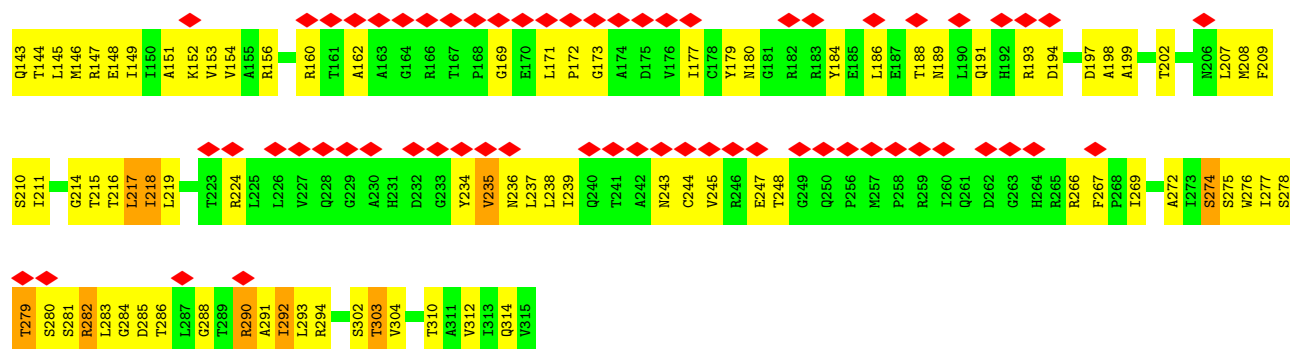 Q143 T144 L145 M146 R147 E148 I149 I150 A151 K152 V153 V154 A155 R156 R160 T161 A162 A163 G164 R166 T167 P168 G169 E170 L171 P172 G173 A174 D175 V176 I177 C178 Y179 N180 G181 R182 R183 Y184 E185 L186 E187 T188 N189 L190 Q191 H192 R193 D194 D197 A198 A199 T202 N206 L207 M208 F209
S210 I211 G214 T215 T216 L217 I218 L219 T223 R224 L225 L226 V227 Q228 G229 A230 H231 D232 G233 Y234 V235 N236 L237 L238 I239 Q240 T241 A242 N243 C244 V245 R246 E247 T248 G249 Q250 P256 M257 P258 R259 I260 Q261 D262 G263 H264 R265 R266 F267 P268 I269 A272 I273 S274 S275 W276 I277 S278
T279 S280 S281 R282 L283 G284 D285 T286 L287 G288 T289 R290 A291 I292 L293 R294 S302 T303 V304 T310 A311 V312 I313 Q314 V315